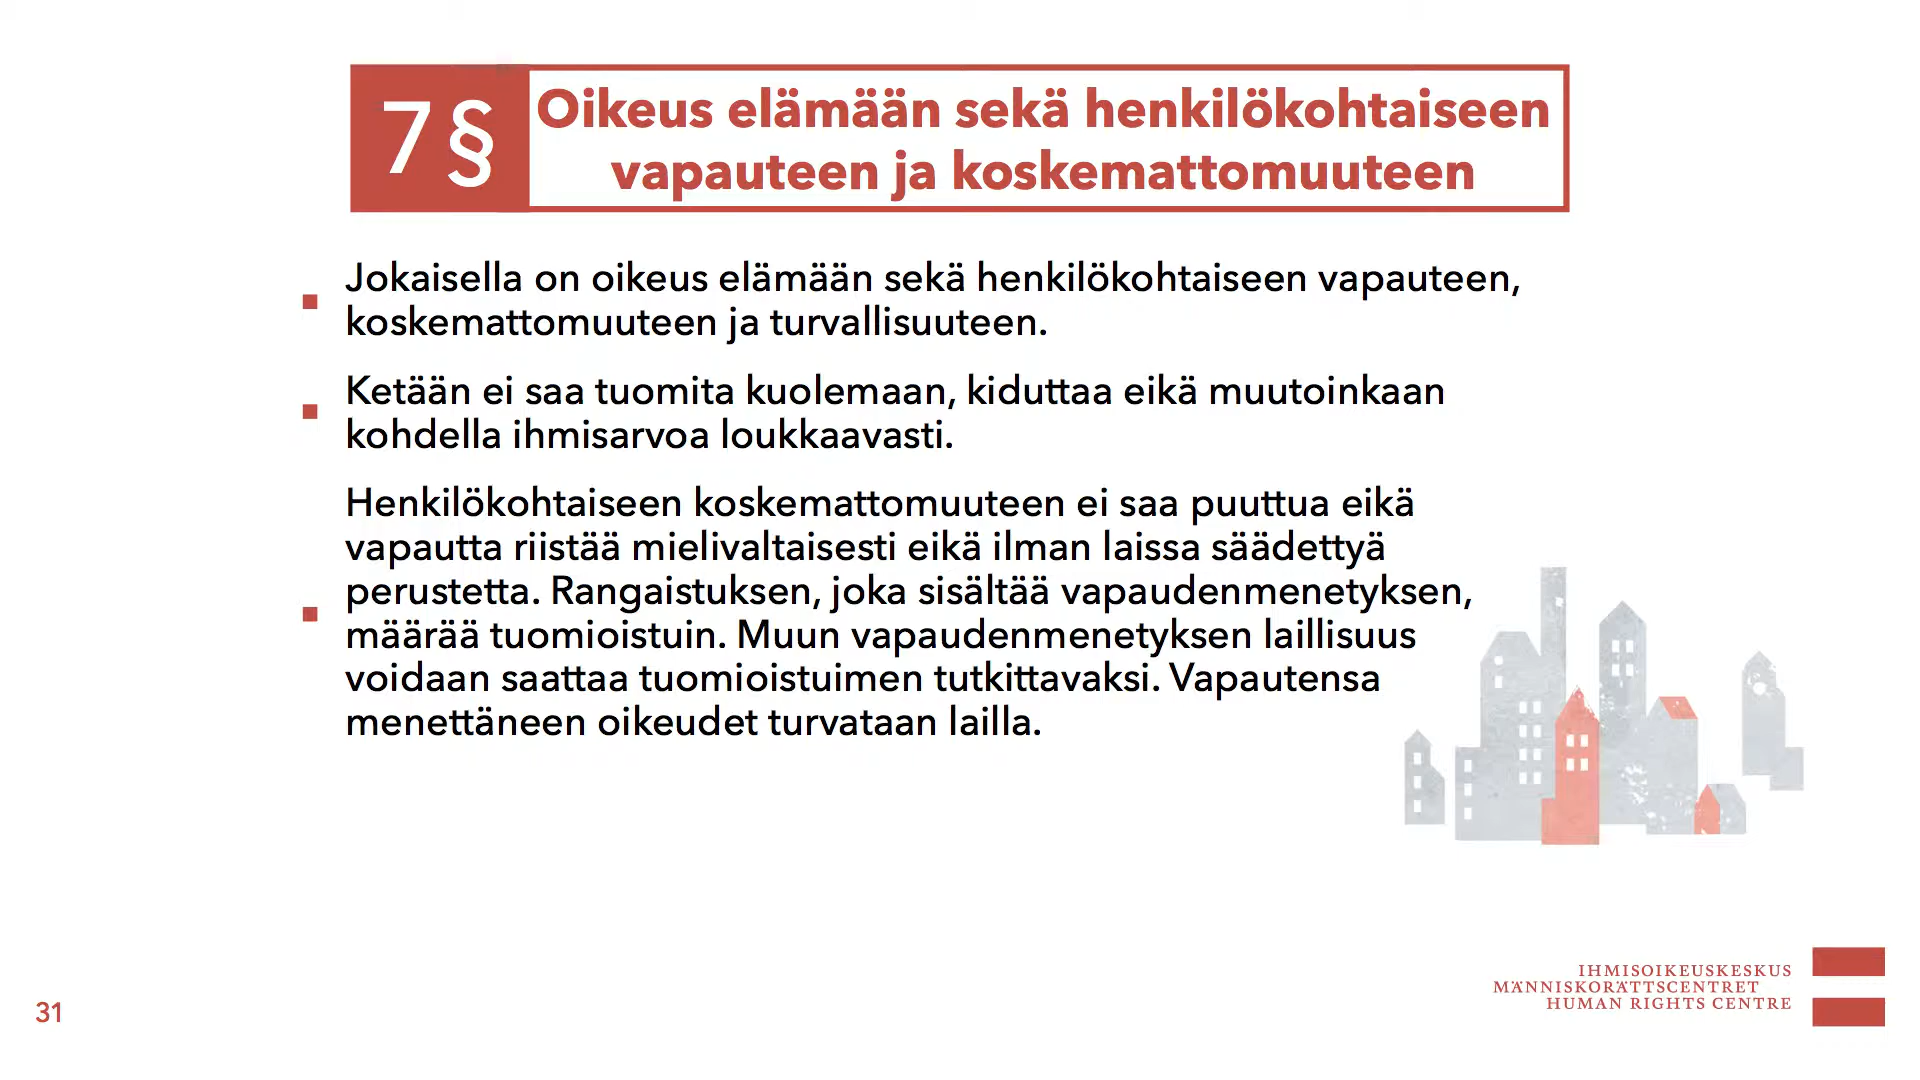 7 §
Oikeus elämään sekä henkilökohtaiseen
vapauteen ja koskemattomuuteen
Jokaisella on oikeus elämään sekä henkilökohtaiseen vapauteen,
koskemattomuuteen ja turvallisuuteen.
Ketään ei saa tuomita kuolemaan, kiduttaa eikä muutoinkaan
kohdella ihmisarvoa loukkaavasti.
Henkilökohtaiseen koskemattomuuteen ei saa puuttua eikä
vapautta riistää mielivaltaisesti eikä ilman laissa säädettyä
perustetta. Rangaistuksen, joka sisältää vapaudenmenetyksen,
määrää tuomioistuin. Muun vapaudenmenetyksen laillisuus
voidaan saattaa tuomioistuimen tutkittavaksi. Vapautensa
menettäneen oikeudet turvataan lailla.
IHMISOIKEUSKESKUS
MÄNNISKORÄTTSCENTRET
HUMAN RIGHTS CENTRE
31